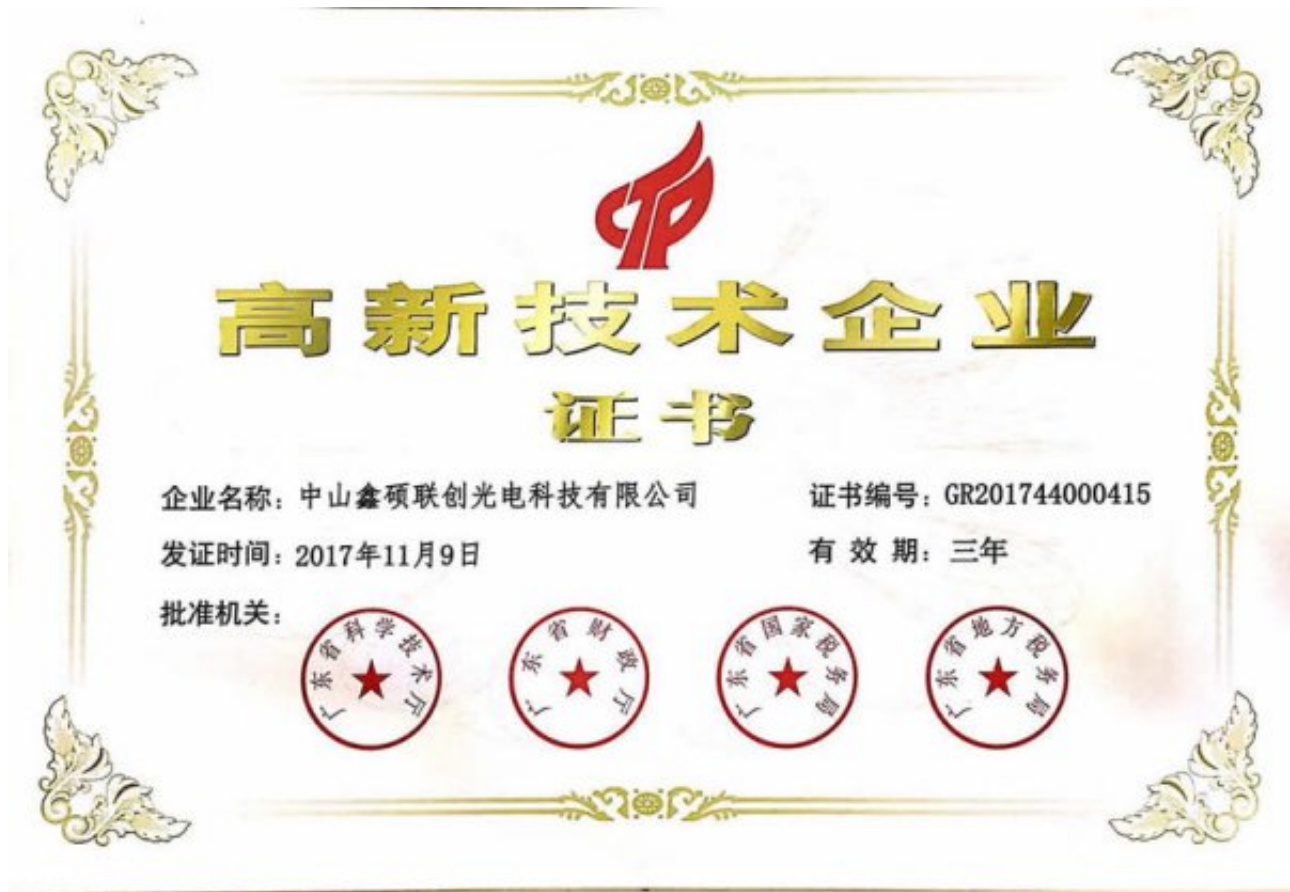 CTP
高新技术企业
证书
企业名称：中山鑫硕联创光电科技有限公司
证书编号：GR201744000415
发证时间：2017年11月9日
有效期：三年
批准机关：
广东省科学技术厅
广东省财政厅
广东省国家税务局
广东省地方税务局